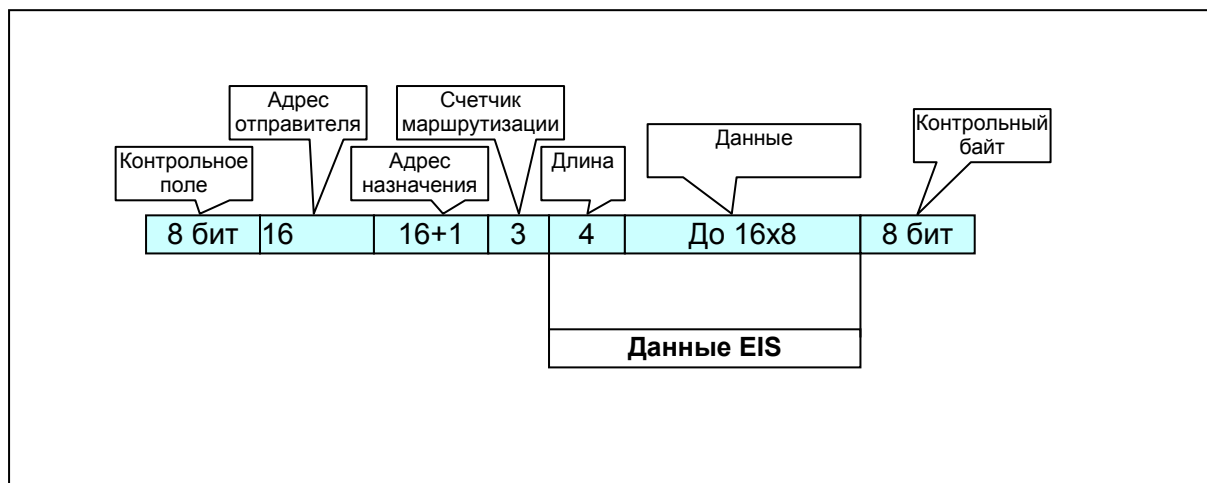 Адрес
отправителя
Счетчик
маршрутизации
Контрольное
поле
Адрес
назначения
Длина
Данные
Контрольный
байт
8 бит
16
16+1
3
4
До 16x8
8 бит
Данные EIS